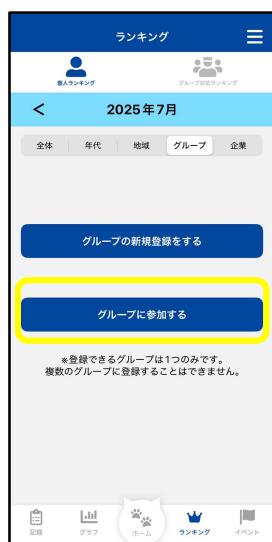 ランキング
個人ランキング
グループ対抗ランキング
< 2025年7月
全体 年代 地域 グループ 企業
グループの新規登録をする
グループに参加する
※登録できるグループは1つのみです。
複数のグループに登録することはできません。
記録 グラフ ホーム ランキング イベント